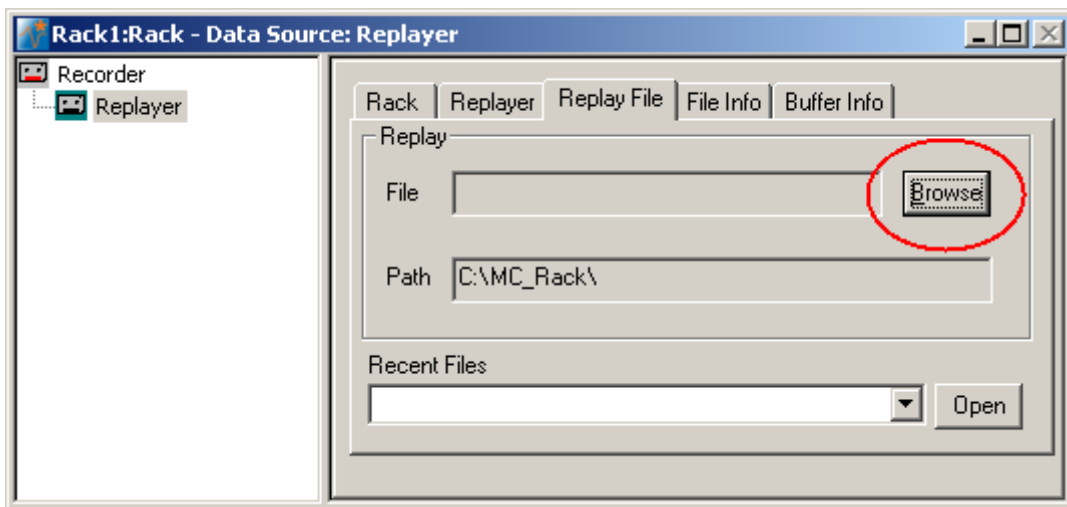 Rack1:Rack - Data Source: Replayer
Recorder
Replayer
Rack Replayer Replay File File Info Buffer Info
Replay
File Browse
Path C:\MC_Rack\
Recent Files
Open